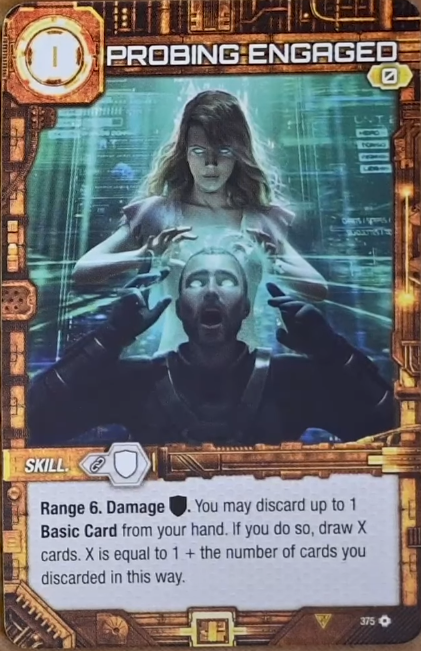 I
PROBING ENGAGED
0
SKILL.
Range 6. Damage . You may discard up to 1
Basic Card from your hand. If you do so, draw X
cards. X is equal to 1 + the number of cards you
discarded in this way.
375